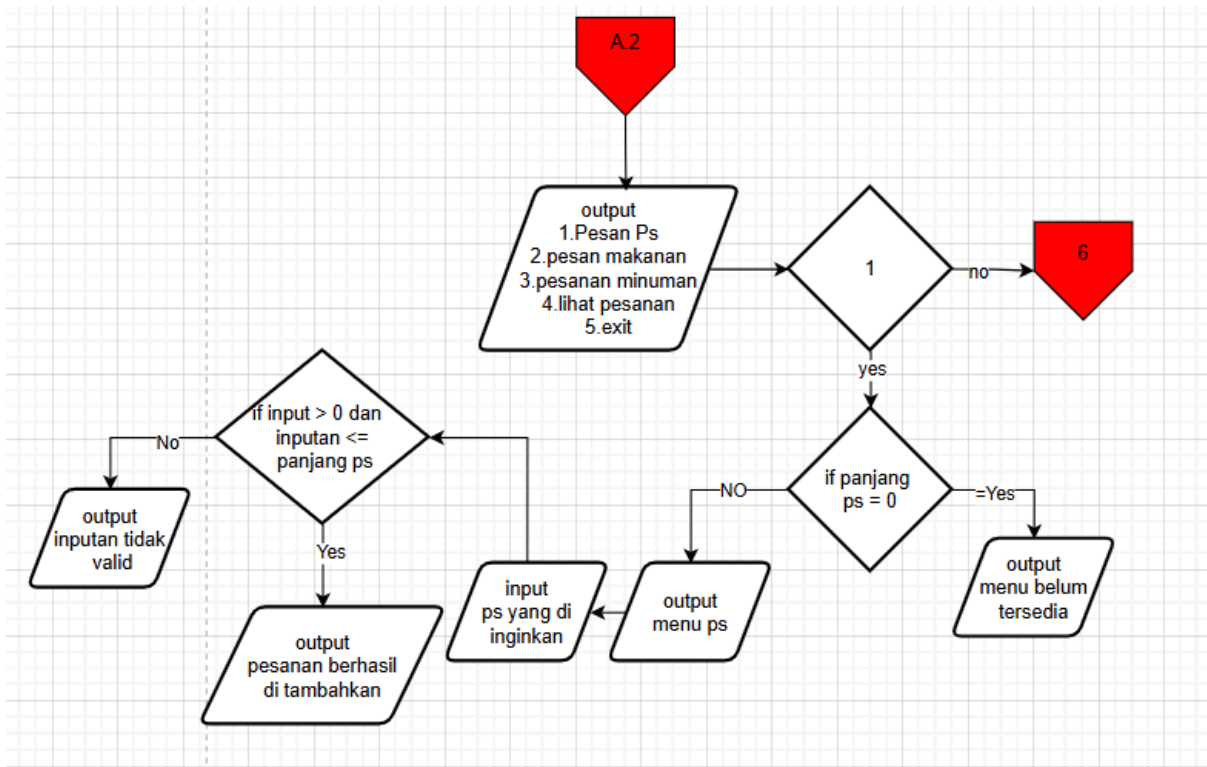 A.2
output
1.Pesan Ps
2.pesan makanan
3.pesanan minuman
4.lihat pesanan
5.exit
1
no
6
yes
if panjang
ps = 0
=Yes
output
menu belum
tersedia
NO
output
menu ps
input
ps yang di
inginkan
if input > 0 dan
inputan <=
panjang ps
No
output
inputan tidak
valid
Yes
output
pesanan berhasil
di tambahkan